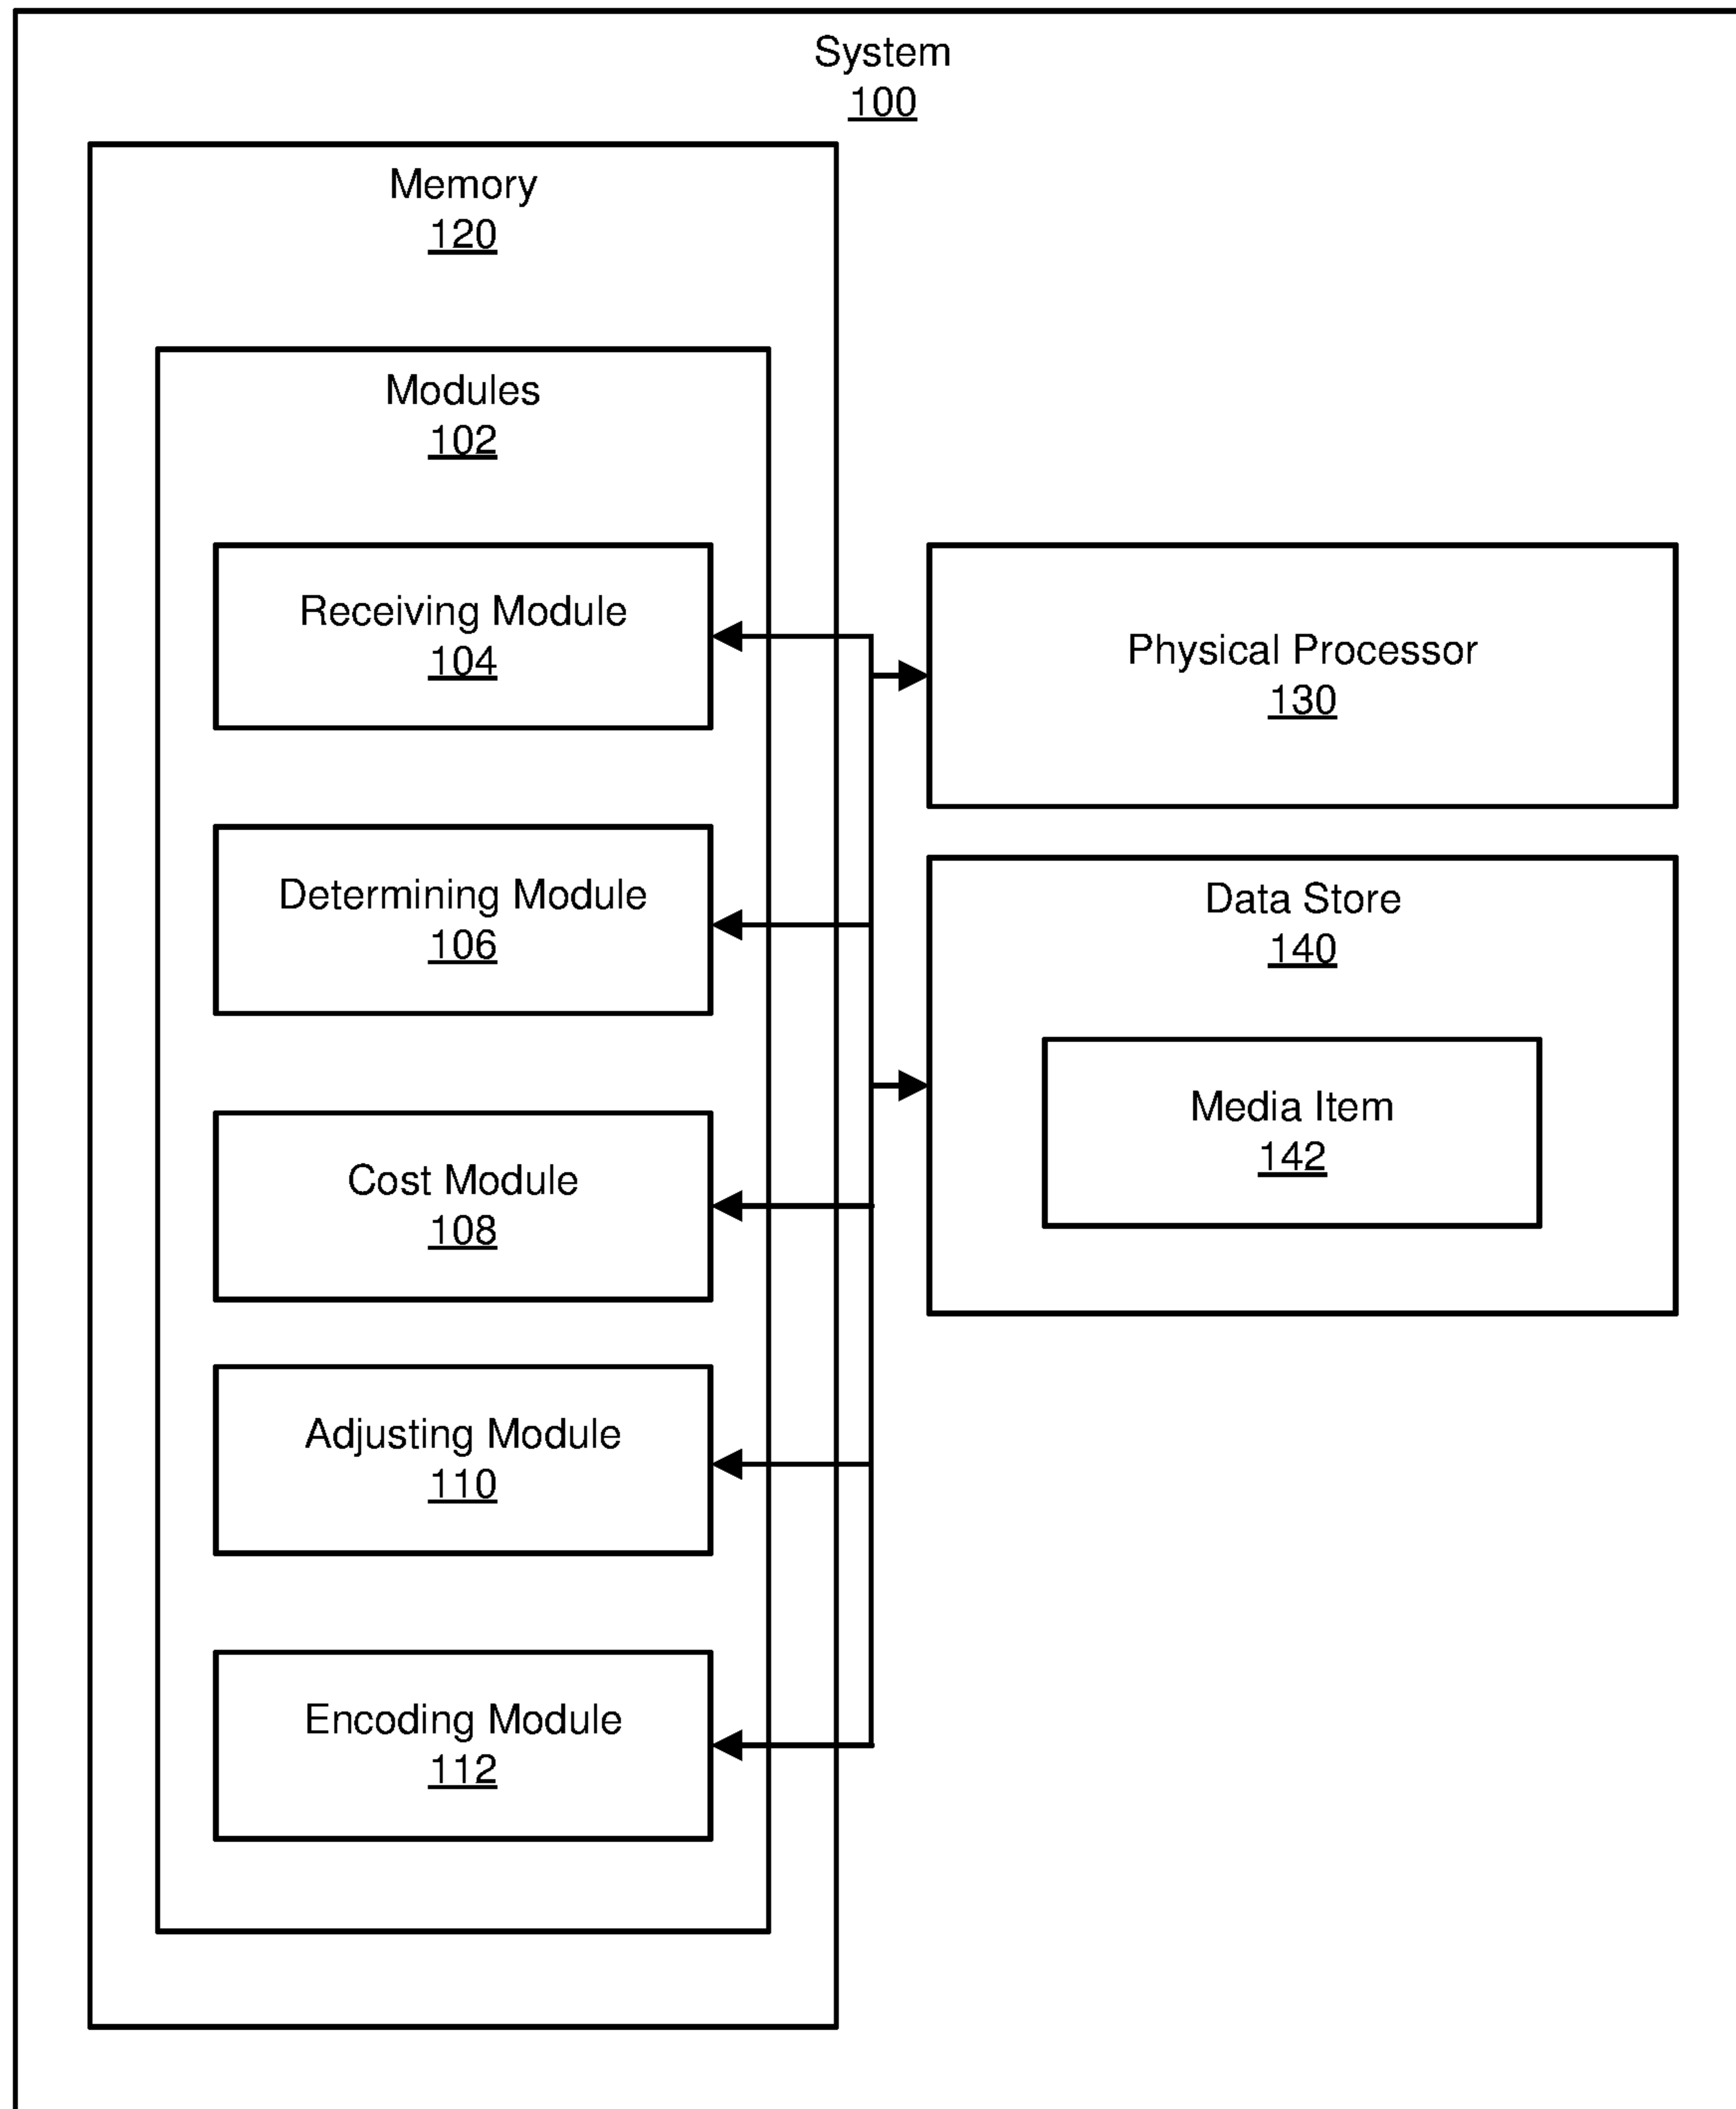 System
100
Memory
120
Modules
102
Receiving Module
104
Determining Module
106
Cost Module
108
Adjusting Module
110
Encoding Module
112
Physical Processor
130
Data Store
140
Media Item
142